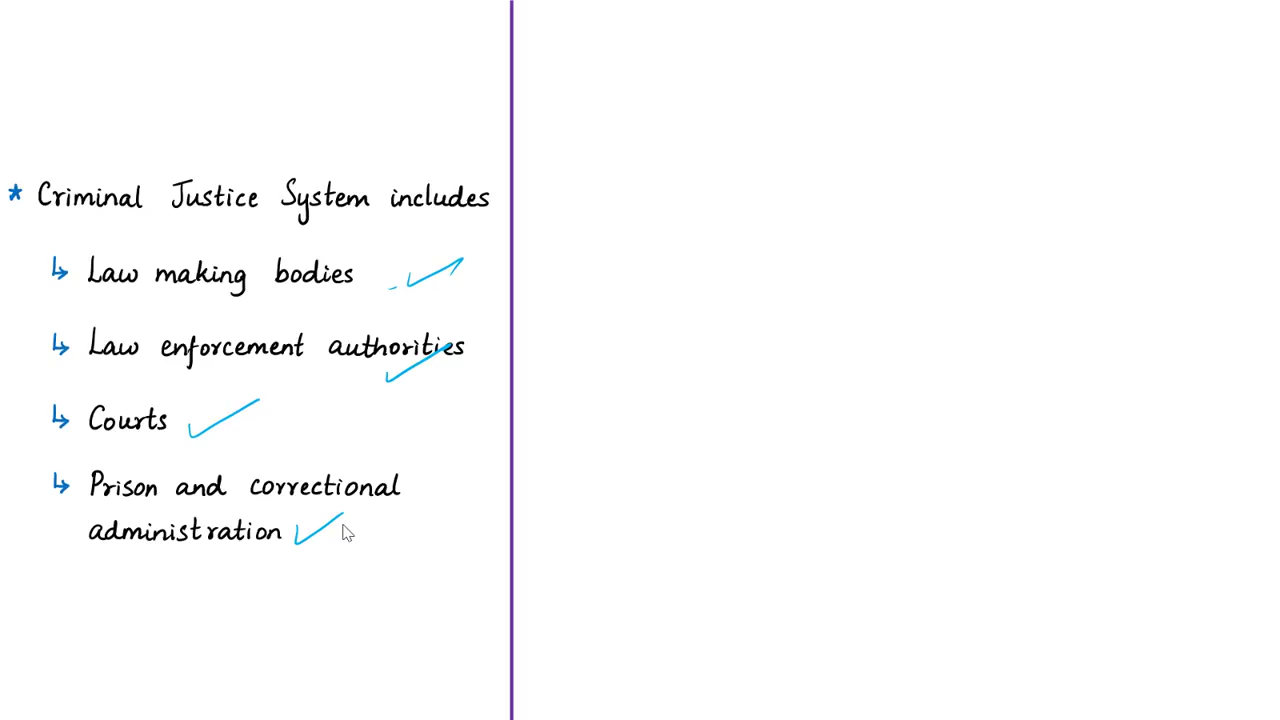 * Criminal Justice System includes
↳ Law making bodies
↳ Law enforcement authorities
↳ Courts
↳ Prison and correctional
administration